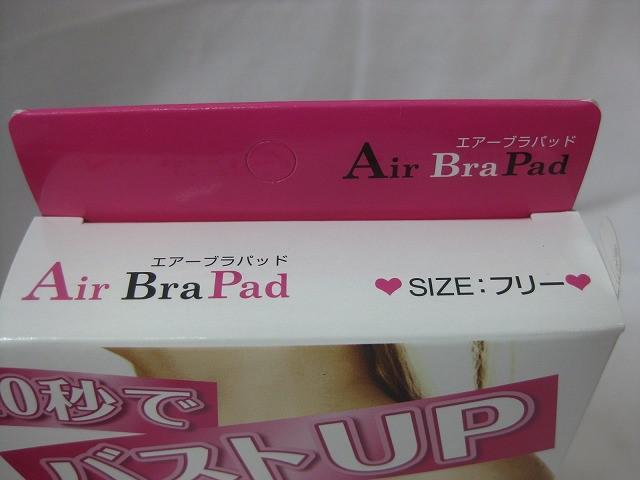 エアーブラパッド
Air Bra Pad
エアーブラパッド
Air Bra Pad
♥SIZE:フリー♥
0秒で
バストUP